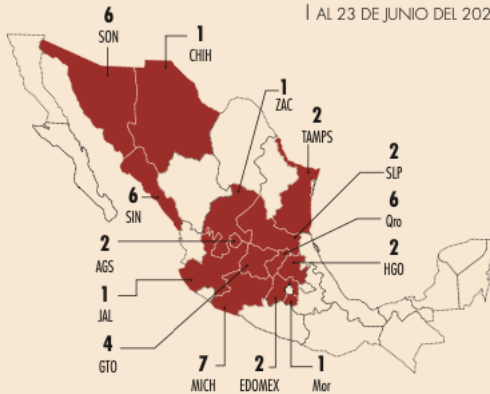 AL 23 DE JUNIO DEL 202
6
SON
1
CHIH
1
ZAC
2
TAMPS
2
SLP
6
SIN
6
Qro
2
AGS
2
HGO
1
JAL
4
GTO
7
MICH
2
EDOMEX
1
Mor